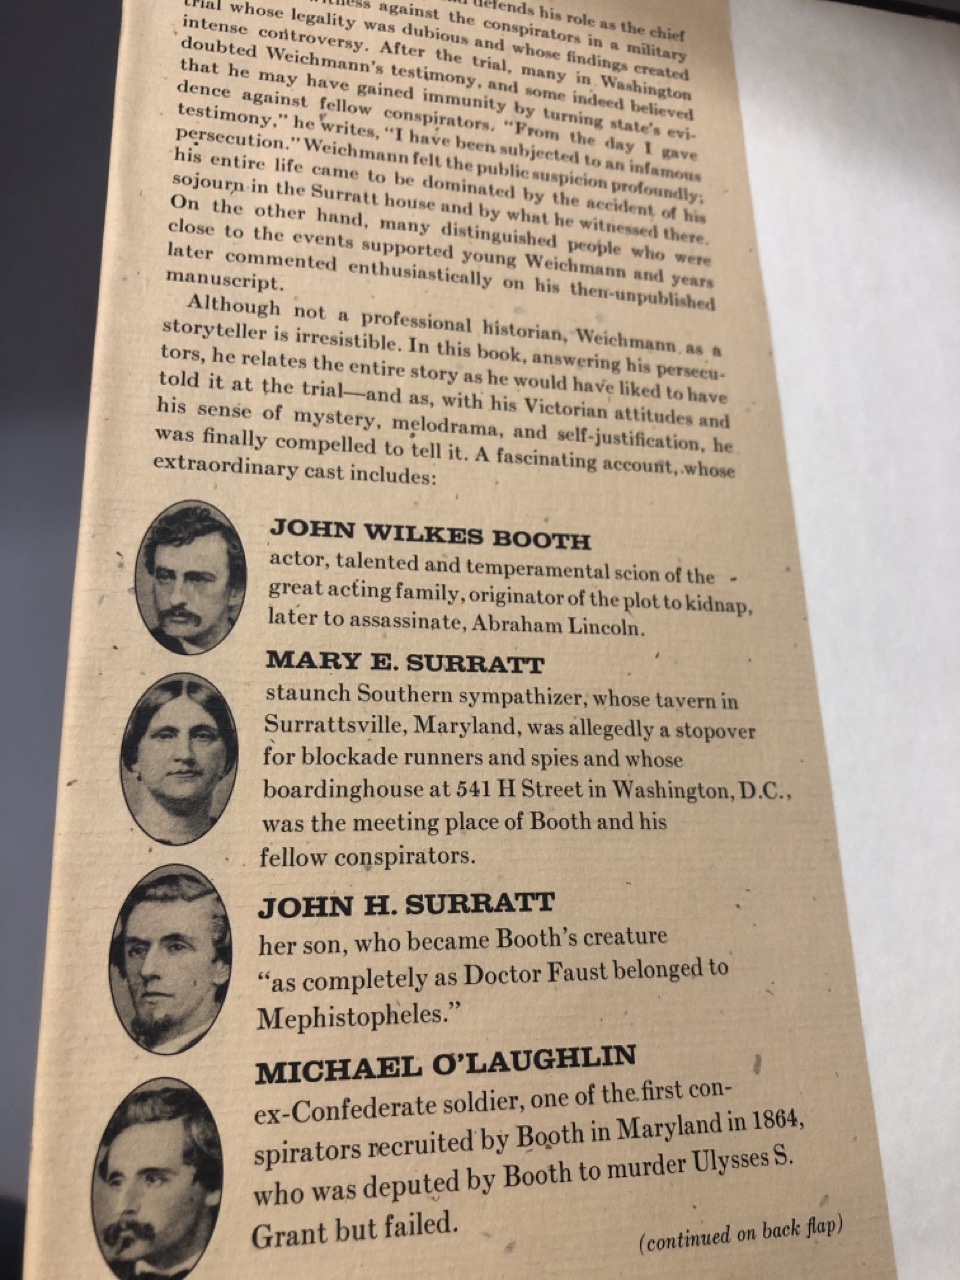 defends his role as the chief
witness against the conspirators in a military
trial whose legality was dubious and whose findings created
intense controversy. After the trial, many in Washington
doubted Weichmann's testimony, and some indeed believed
that he may have gained immunity by turning state's evi-
dence against fellow conspirators. "From the day I gave
testimony," he writes, "I have been subjected to an infamous
persecution." Weichmann felt the public suspicion profoundly;
his entire life came to be dominated by the accident of his
sojourn in the Surratt house and by what he witnessed there.
On the other hand, many distinguished people who were
close to the events supported young Weichmann and years
later commented enthusiastically on his then-unpublished
manuscript.
Although not a professional historian, Weichmann as a
storyteller is irresistible. In this book, answering his persecu-
tors, he relates the entire story as he would have liked to have
told it at the trial—and as, with his Victorian attitudes and
his sense of mystery, melodrama, and self-justification, he
was finally compelled to tell it. A fascinating account, whose
extraordinary cast includes:
JOHN WILKES BOOTH
actor, talented and temperamental scion of the
great acting family, originator of the plot to kidnap,
later to assassinate, Abraham Lincoln.
MARY E. SURRATT
staunch Southern sympathizer, whose tavern in
Surrattsville, Maryland, was allegedly a stopover
for blockade runners and spies and whose
boardinghouse at 541 H Street in Washington, D.C.,
was the meeting place of Booth and his
fellow conspirators.
JOHN H. SURRATT
her son, who became Booth's creature
"as completely as Doctor Faust belonged to
Mephistopheles."
MICHAEL O'LAUGHLIN
ex-Confederate soldier, one of the first con-
spirators recruited by Booth in Maryland in 1864,
who was deputed by Booth to murder Ulysses S.
Grant but failed.
(continued on back flap)